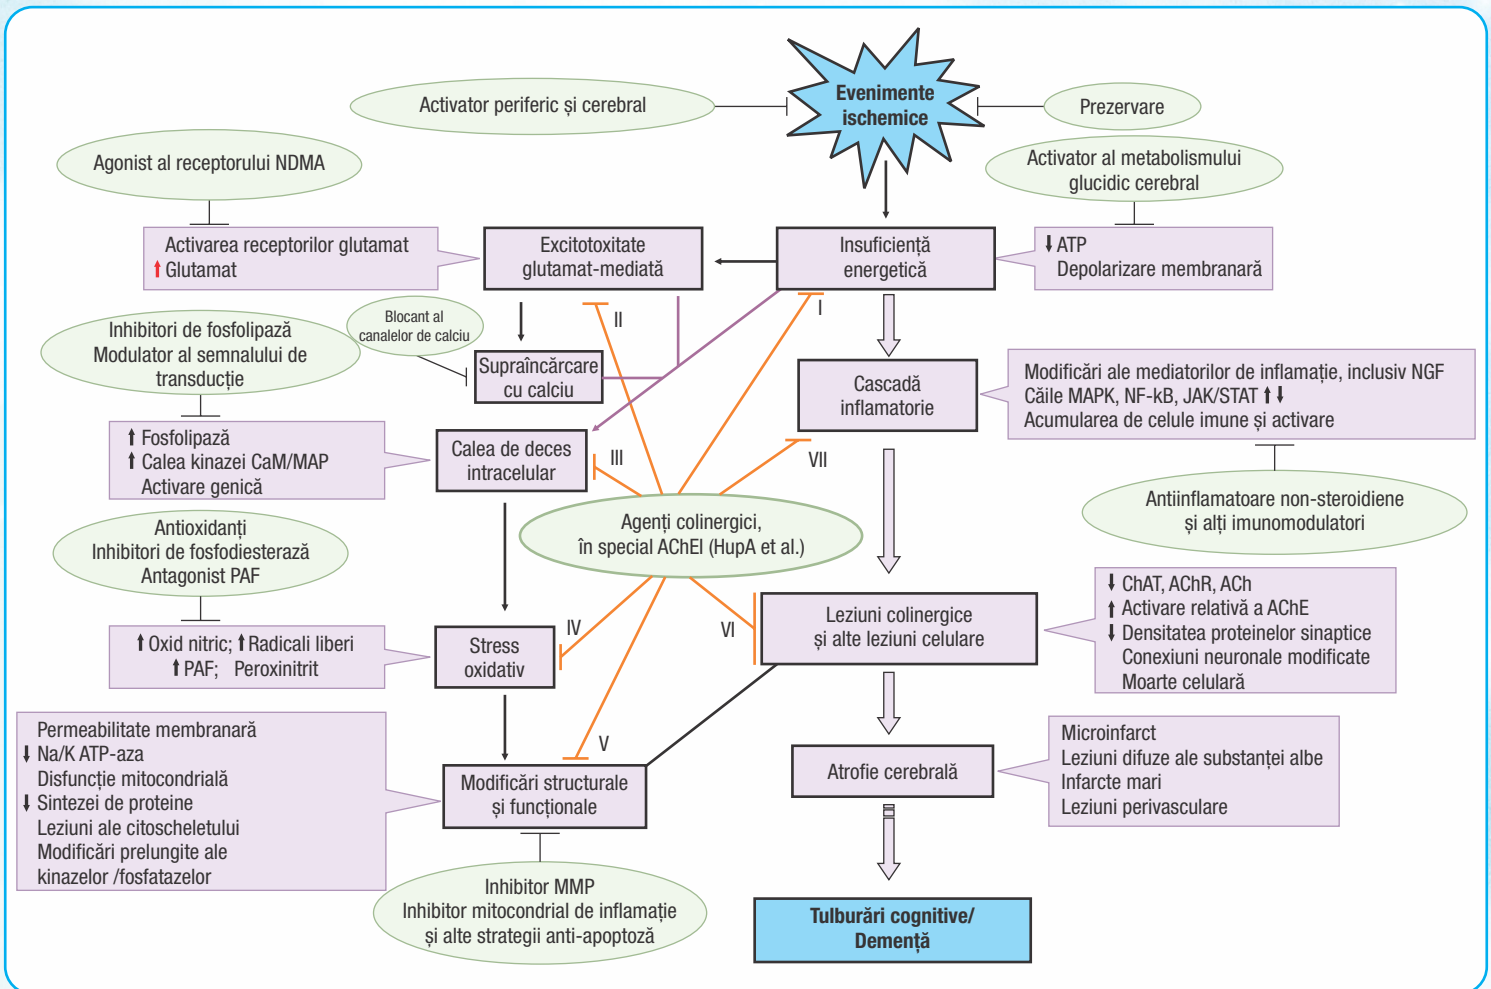 Evenimente
ischemice
Activator periferic și cerebral
Prezervare
Agonist al receptorului NDMA
Activator al metabolismului
glucidic cerebral
Activarea receptorilor glutamat
⬆ Glutamat
Excitotoxitate
glutamat-mediată
Insuficiență
energetică
⬇ ATP
Depolarizare membranară
I
II
Blocant al
canalelor de calciu
Inhibitori de fosfolipază
Modulator al semnalului de
transducție
Supraîncărcare
cu calciu
Cascadă
inflamatorie
Modificări ale mediatorilor de inflamație, inclusiv NGF
Căile MAPK, NF-kB, JAK/STAT ⬆⬇
Acumularea de celule imune și activare
⬆ Fosfolipază
⬆ Calea kinazei CaM/MAP
Activare genică
Calea de deces
intracelular
III
VII
Agenți colinergici,
în special AChEI (HupA et al.)
Antiinflamatoare non-steroidiene
și alți imunomodulatori
Antioxidanți
Inhibitori de fosfodiesterază
Antagonist PAF
⬆ Oxid nitric; ⬆ Radicali liberi
⬆ PAF; Peroxinitrit
Stress
oxidativ
IV
VI
Leziuni colinergice
și alte leziuni celulare
⬇ ChAT, AChR, ACh
⬆ Activare relativă a AChE
⬇ Densitatea proteinelor sinaptice
Conexiuni neuronale modificate
Moarte celulară
Permeabilitate membranară
⬇ Na/K ATP-aza
Disfuncție mitocondrială
⬇ Sintezei de proteine
Leziuni ale citoscheletului
Modificări prelungite ale
kinazelor /fosfatazelor
V
Modificări structurale
și funcționale
Atrofie cerebrală
Microinfarct
Leziuni difuze ale substanței albe
Infarcte mari
Leziuni perivasculare
Inhibitor MMP
Inhibitor mitocondrial de inflamație
și alte strategii anti-apoptoză
Tulburări cognitive/
Demență